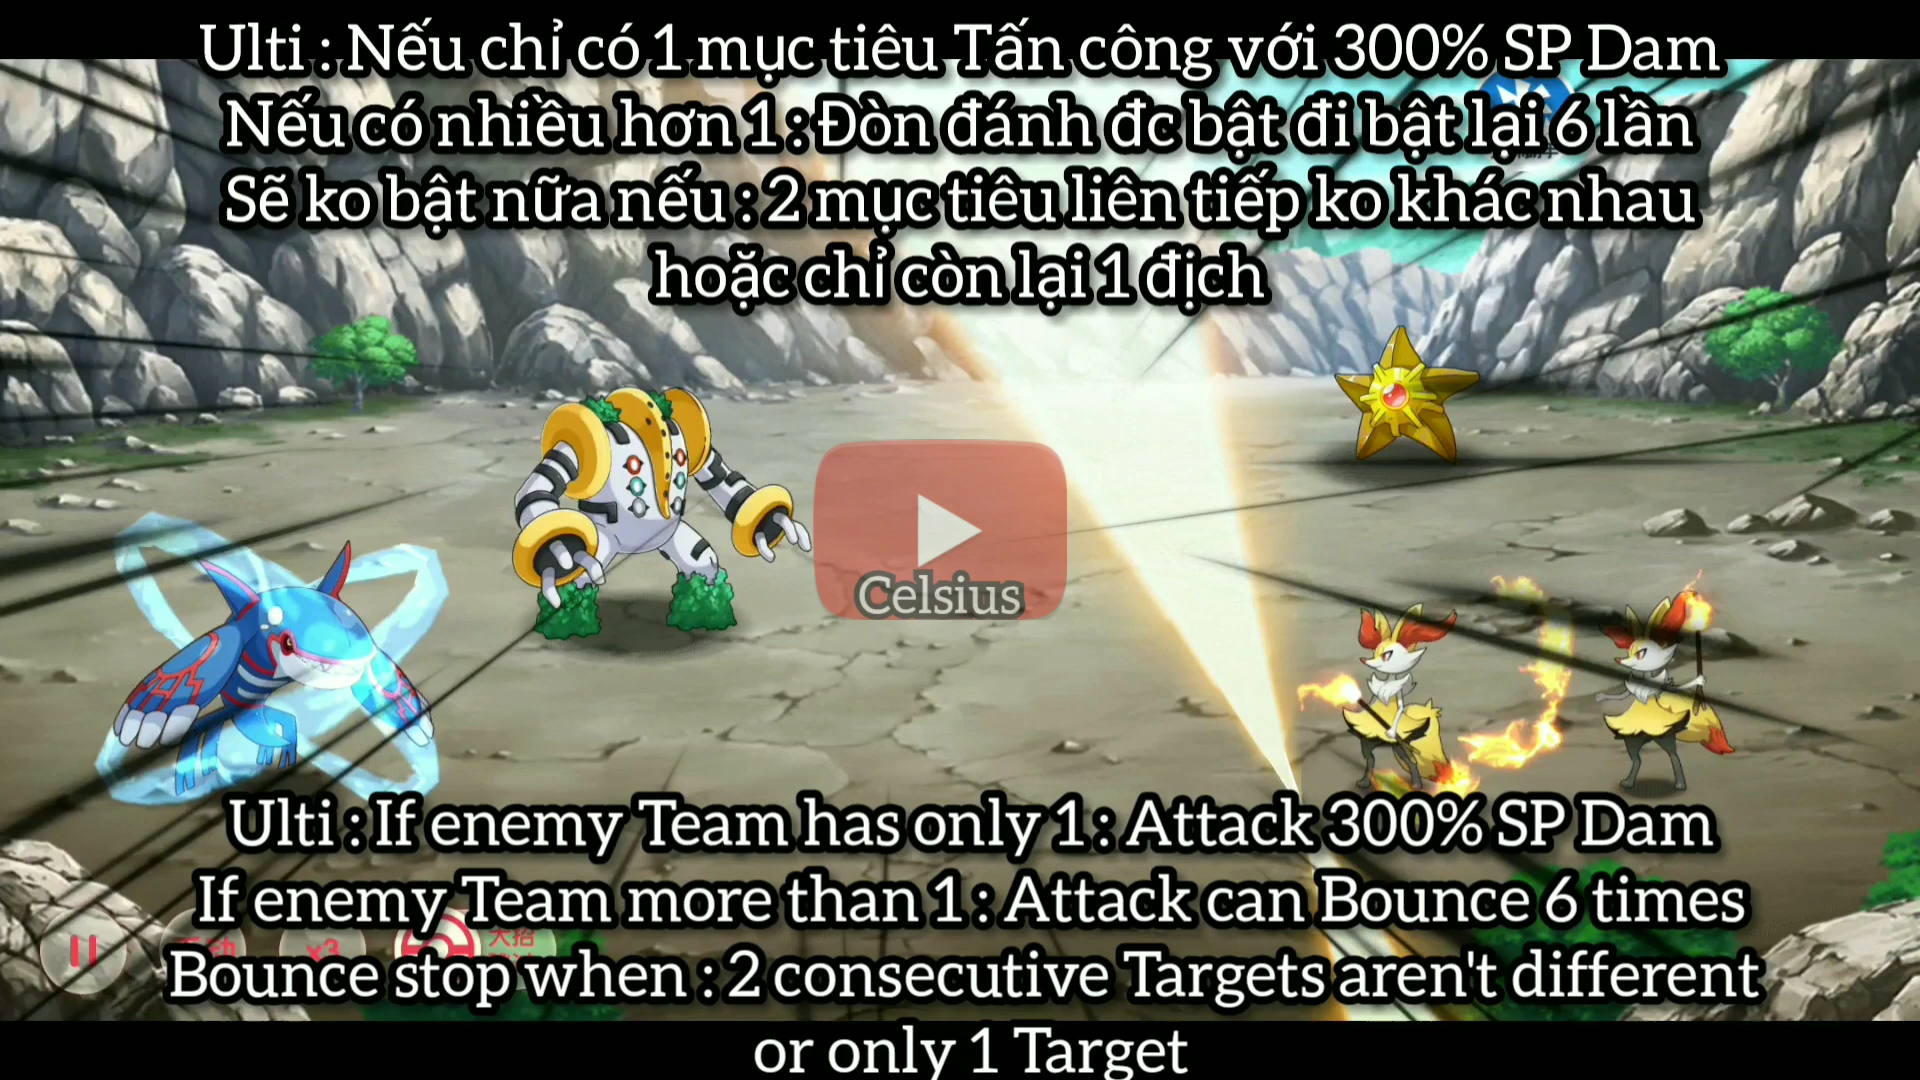 Ulti : Nếu chỉ có 1 mục tiêu Tấn công với 300% SP Dam
Nếu có nhiều hơn 1 : Đòn đánh đc bật đi bật lại 6 lần
Sẽ ko bật nữa nếu : 2 mục tiêu liên tiếp ko khác nhau
hoặc chỉ còn lại 1 địch
Celsius
Ulti : If enemy Team has only 1 : Attack 300% SP Dam
If enemy Team more than 1 : Attack can Bounce 6 times
x3 大招
Bounce stop when : 2 consecutive Targets aren't different
or only 1 Target